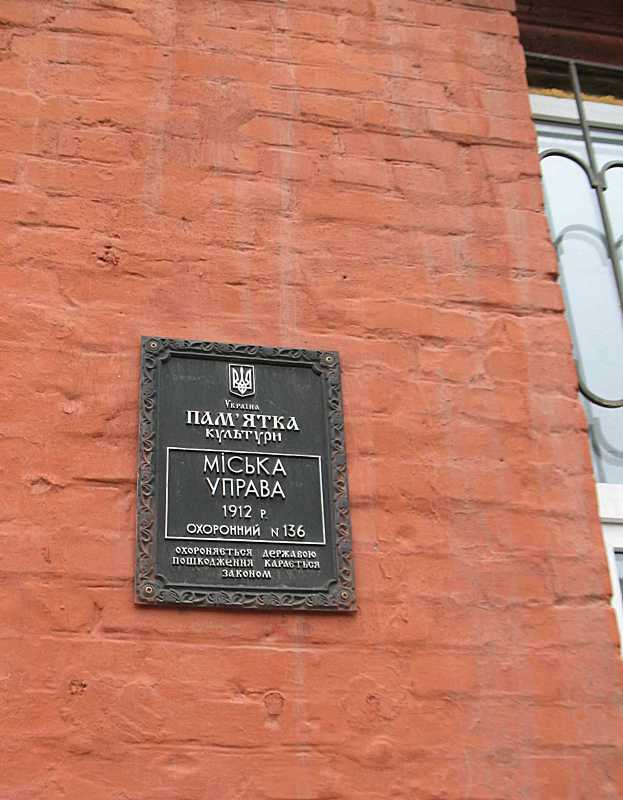 Україна
ПАМ'ЯТКА
КУЛЬТУРИ
МІСЬКА
УПРАВА
1912 Р.
ОХОРОННИЙ N 136
ОХОРОНЯЄТЬСЯ ДЕРЖАВОЮ
ПОШКОДЖЕННЯ КАРАЄТЬСЯ
ЗАКОНОМ